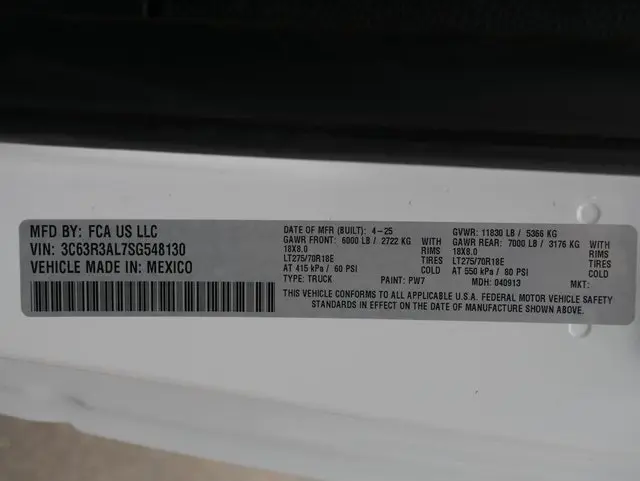 MFD BY: FCA US LLC
VIN: 3C63R3AL7SG548130
VEHICLE MADE IN: MEXICO
DATE OF MFR (BUILT): 4-25 GVWR: 11830 LB / 5366 KG
GAWR FRONT: 6000 LB / 2722 KG WITH GAWR REAR: 7000 LB / 3176 KG WITH
18X8.0 RIMS 18X8.0 RIMS
LT275/70R18E TIRES LT275/70R18E TIRES
AT 415 kPa / 60 PSI COLD AT 550 kPa / 80 PSI COLD
TYPE: TRUCK PAINT: PW7 MDH: 040913 MKT:
THIS VEHICLE CONFORMS TO ALL APPLICABLE U.S.A. FEDERAL MOTOR VEHICLE SAFETY
STANDARDS IN EFFECT ON THE DATE OF MANUFACTURE SHOWN ABOVE.